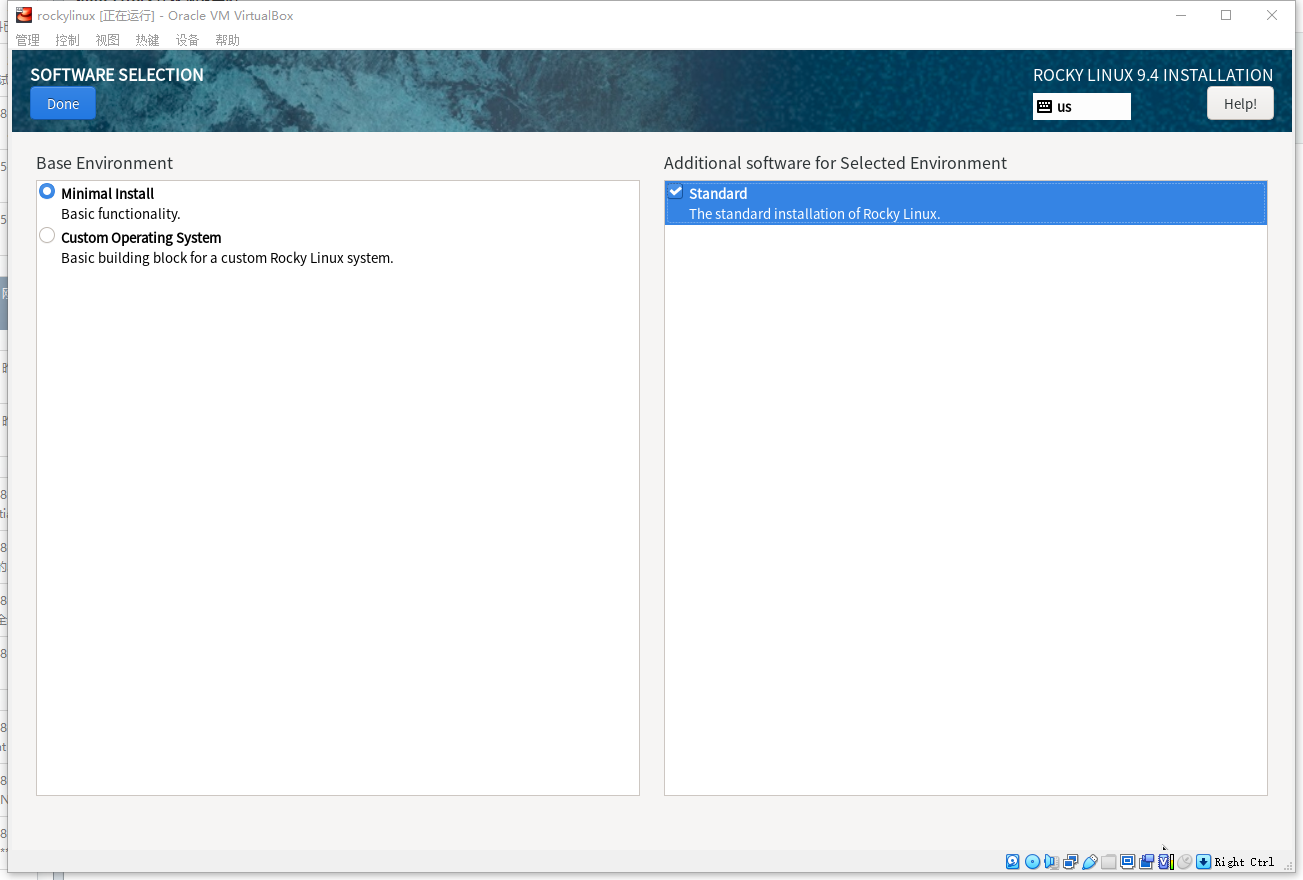 rockylinux [正在运行] - Oracle VM VirtualBox
管理 控制 视图 热键 设备 帮助
SOFTWARE SELECTION
ROCKY LINUX 9.4 INSTALLATION
Done
us
Help!
Base Environment
Additional software for Selected Environment
Minimal Install
Basic functionality.
Custom Operating System
Basic building block for a custom Rocky Linux system.
Standard
The standard installation of Rocky Linux.
Right Ctrl